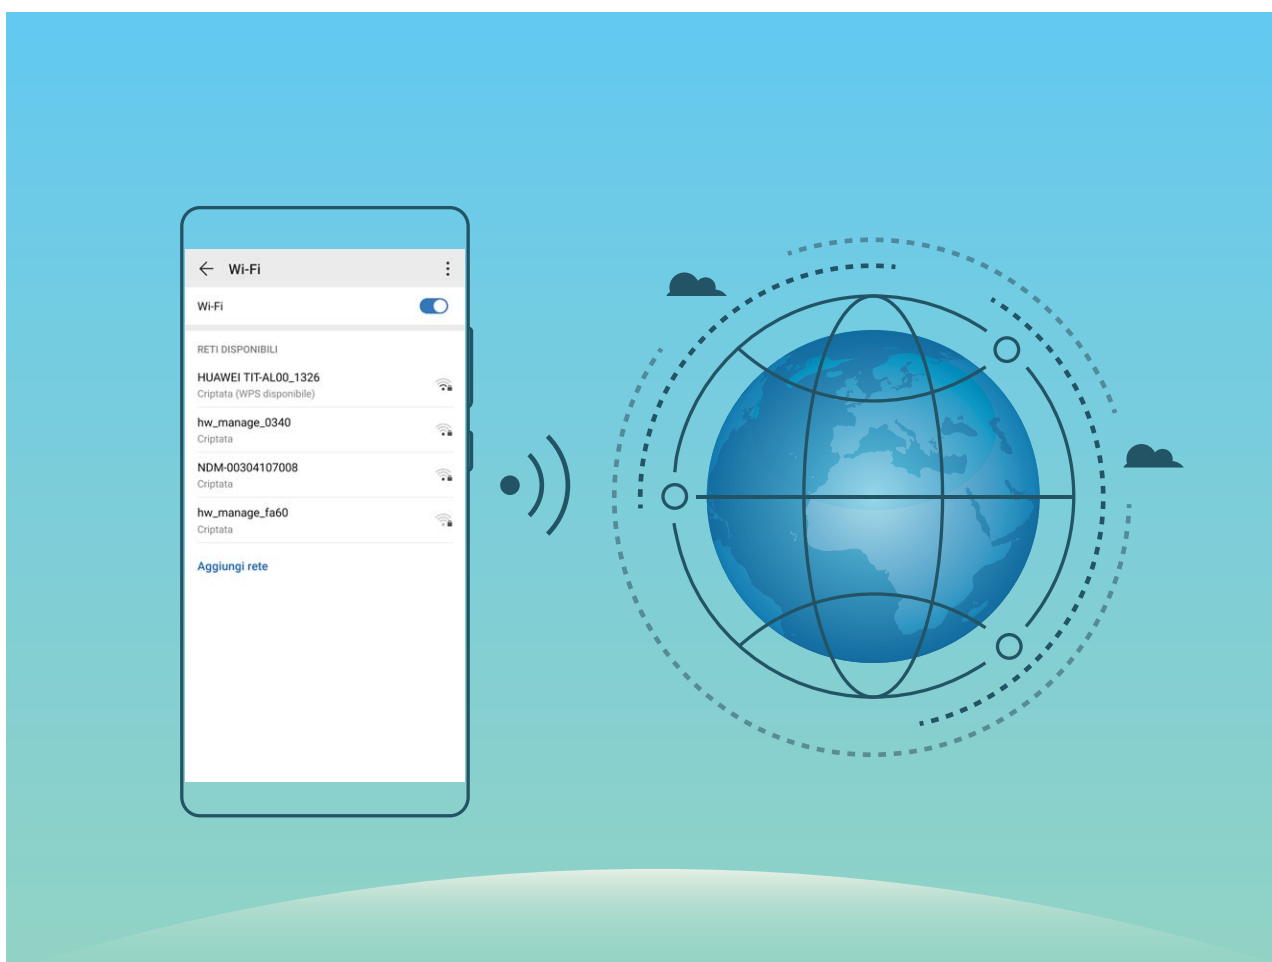 Wi-Fi
Wi-Fi
RETI DISPONIBILI
HUAWEI TIT-AL00_1326
Criptata (WPS disponibile)
hw_manage_0340
Criptata
NDM-00304107008
Criptata
hw_manage_fa60
Criptata
Aggiungi rete